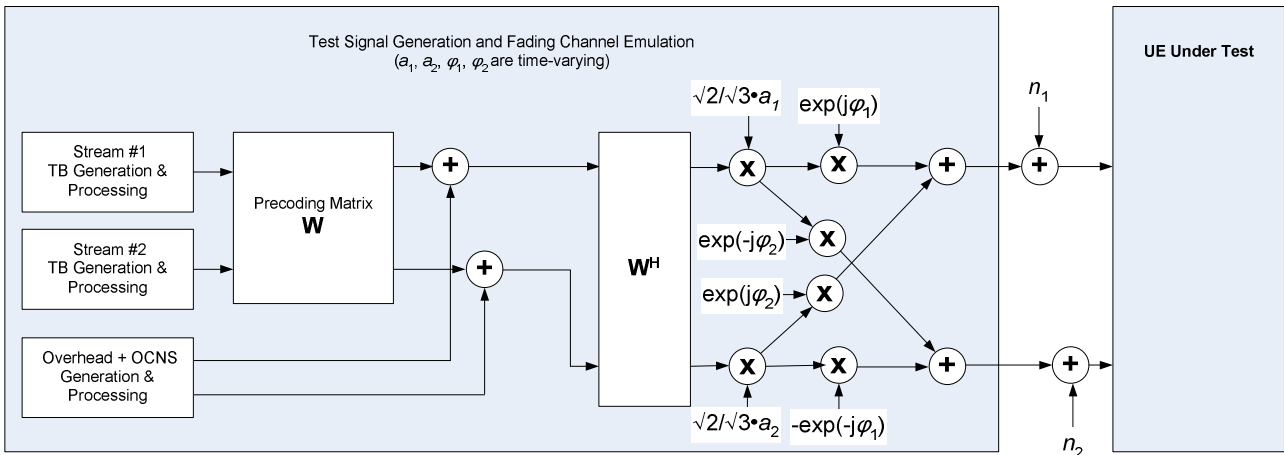 Test Signal Generation and Fading Channel Emulation
(a₁, a₂, φ₁, φ₂ are time-varying)
UE Under Test
√2/√3•a₁
exp(jφ₁)
n₁
Stream #1
TB Generation &
Processing
Precoding Matrix
W
+
x
x
+
+
Stream #2
TB Generation &
Processing
+
Wᴴ
exp(-jφ₂)
x
exp(jφ₂)
x
Overhead + OCNS
Generation &
Processing
x
x
+
+
√2/√3•a₂
-exp(-jφ₁)
n₂